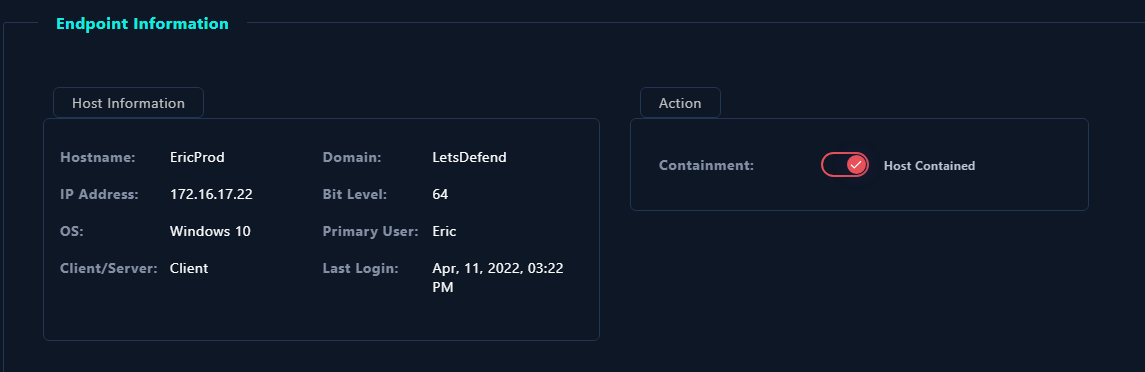 Endpoint Information
Host Information
Action
Hostname: EricProd Domain: LetsDefend
Containment: Host Contained
IP Address: 172.16.17.22 Bit Level: 64
OS: Windows 10 Primary User: Eric
Client/Server: Client Last Login: Apr, 11, 2022, 03:22
PM